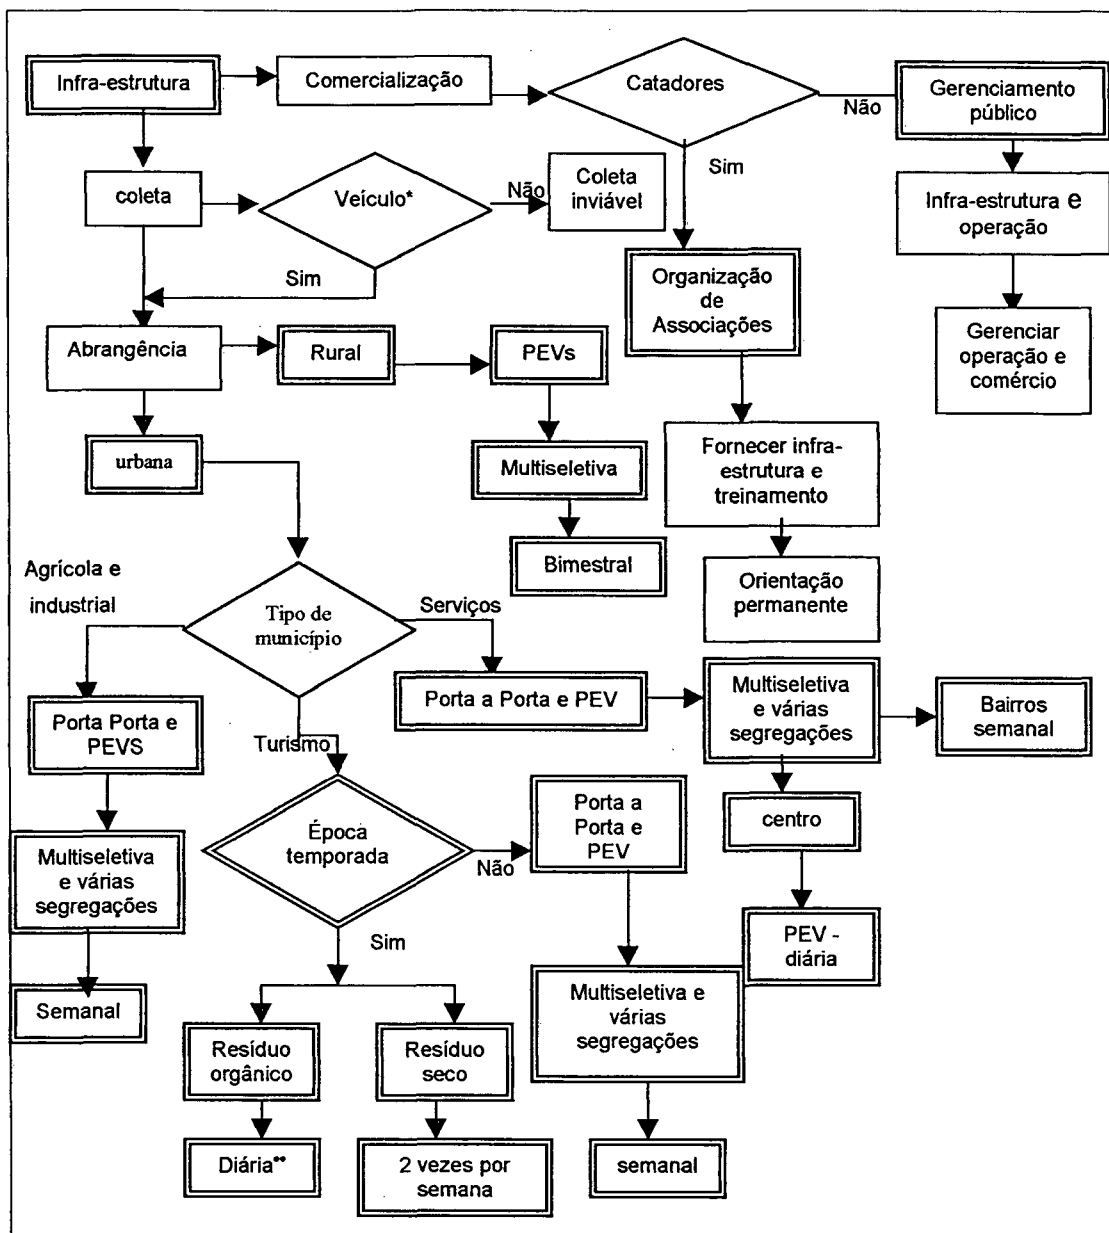 Infra-estrutura
Comercialização
Catadores
Não
Gerenciamento
público
Sim
coleta
Veículo*
Não
Coleta
inviável
Infra-estrutura e
operação
Sim
Organização
de
Associações
Abrangência
Rural
PEVs
Gerenciar
operação e
comércio
urbana
Multiseletiva
Fornecer infra-
estrutura e
treinamento
Bimestral
Agrícola e
industrial
Tipo de
município
Serviços
Orientação
permanente
Porta Porta e
PEVS
Porta a Porta e PEV
Multiseletiva
e várias
segregações
Bairros
semanal
Turismo
Época
temporada
Não
Porta a
Porta e
PEV
centro
Multiseletiva
e várias
segregações
Sim
PEV -
diária
Semanal
Multiseletiva e
várias
segregações
Resíduo
orgânico
Resíduo
seco
Diária**
2 vezes por
semana
semanal